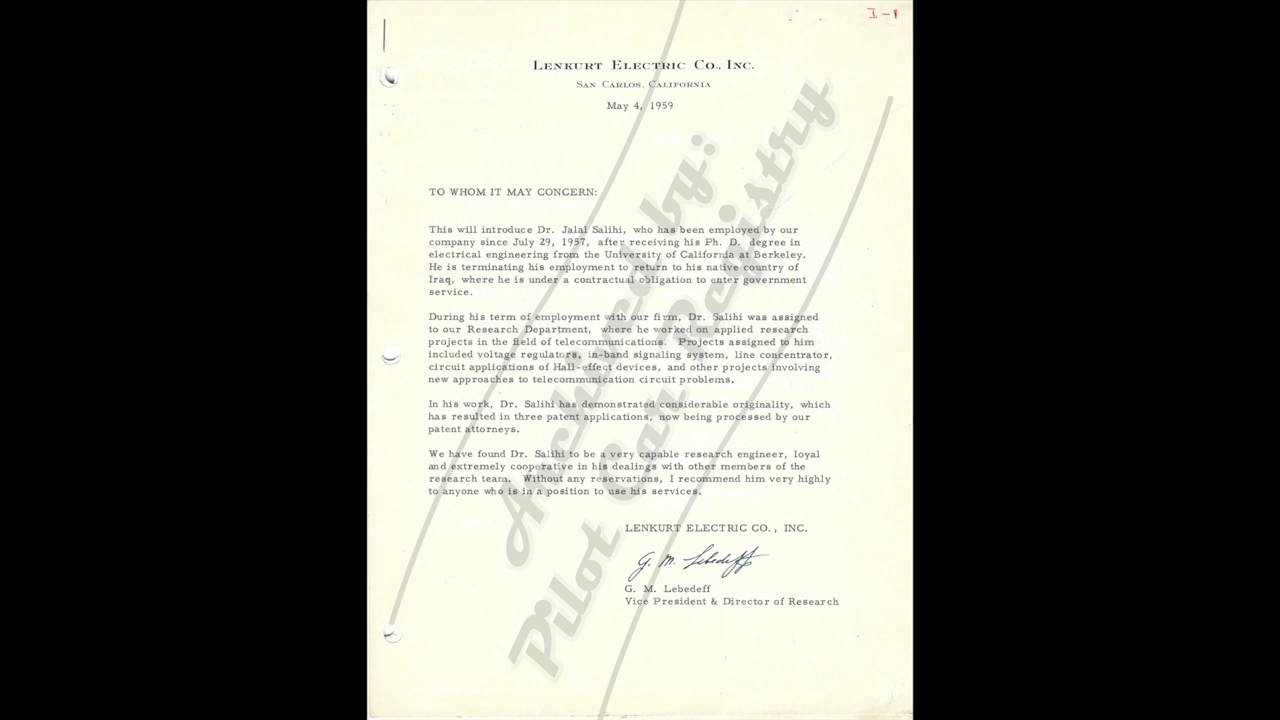 I-1
LENKURT ELECTRIC CO., INC.
SAN CARLOS, CALIFORNIA
May 4, 1959
TO WHOM IT MAY CONCERN:
This will introduce Dr. Jalal Salihi, who has been employed by our
company since July 29, 1957, after receiving his Ph. D. degree in
electrical engineering from the University of California at Berkeley.
He is terminating his employment to return to his native country of
Iraq, where he is under a contractual obligation to enter government
service.
During his term of employment with our firm, Dr. Salihi was assigned
to our Research Department, where he worked on applied research
projects in the field of telecommunications. Projects assigned to him
included voltage regulators, in-band signaling system, line concentrator,
circuit applications of Hall-effect devices, and other projects involving
new approaches to telecommunication circuit problems.
In his work, Dr. Salihi has demonstrated considerable originality, which
has resulted in three patent applications, now being processed by our
patent attorneys.
We have found Dr. Salihi to be a very capable research engineer, loyal
and extremely cooperative in his dealings with other members of the
research team. Without any reservations, I recommend him very highly
to anyone who is in a position to use his services.
LENKURT ELECTRIC CO., INC.
G. M. Lebedeff
G. M. Lebedeff
Vice President & Director of Research
Archived by:
Pilot Car Registry